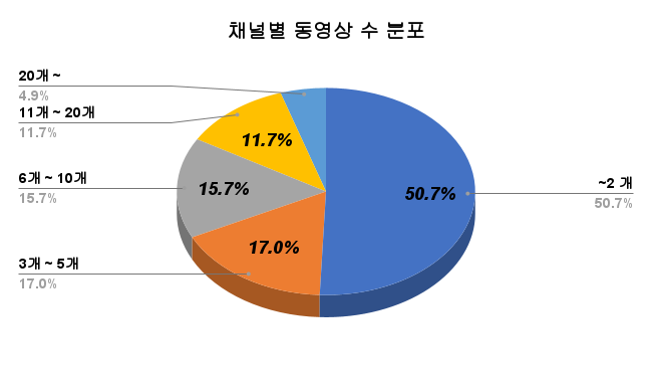 채널별 동영상 수 분포
20개 ~
4.9%
11개 ~ 20개
11.7%
6개 ~ 10개
15.7%
3개 ~ 5개
17.0%
~2 개
50.7%
11.7%
15.7%
50.7%
17.0%